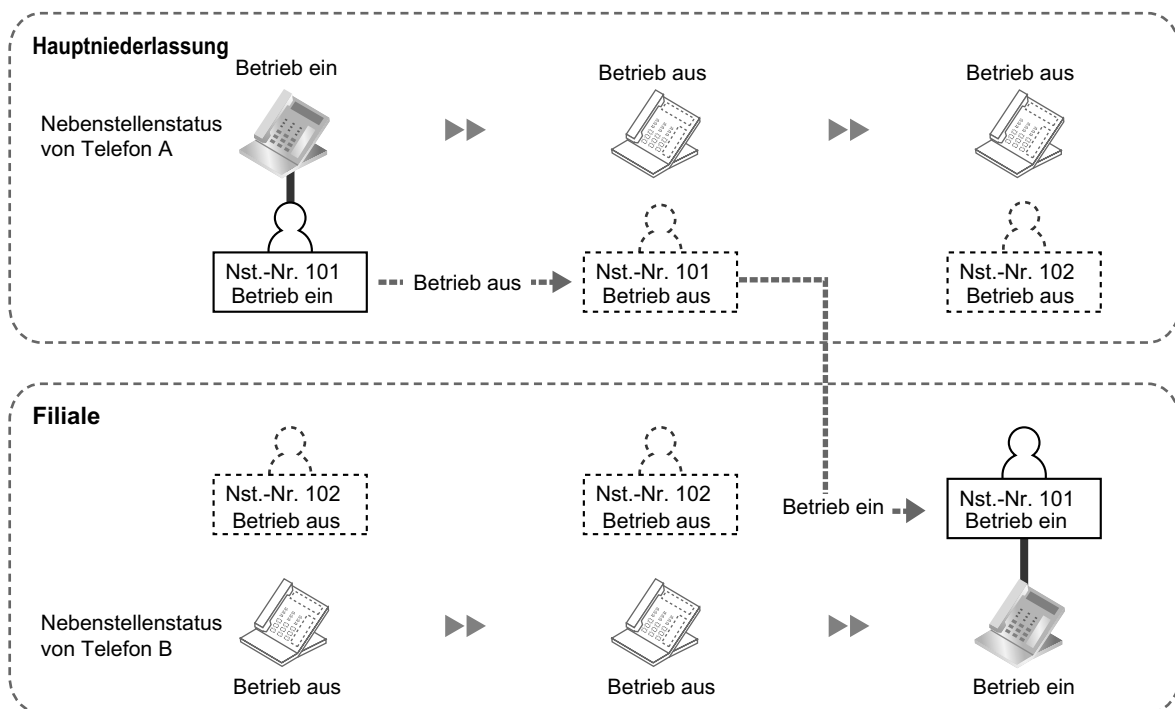 Hauptniederlassung
Betrieb ein
Betrieb aus
Betrieb aus
Nebenstellenstatus
von Telefon A
Nst.-Nr. 101
Betrieb ein
Betrieb aus
Nst.-Nr. 101
Betrieb aus
Nst.-Nr. 102
Betrieb aus
Filiale
Nst.-Nr. 102
Betrieb aus
Nst.-Nr. 102
Betrieb aus
Betrieb ein
Nst.-Nr. 101
Betrieb ein
Nebenstellenstatus
von Telefon B
Betrieb aus
Betrieb aus
Betrieb ein